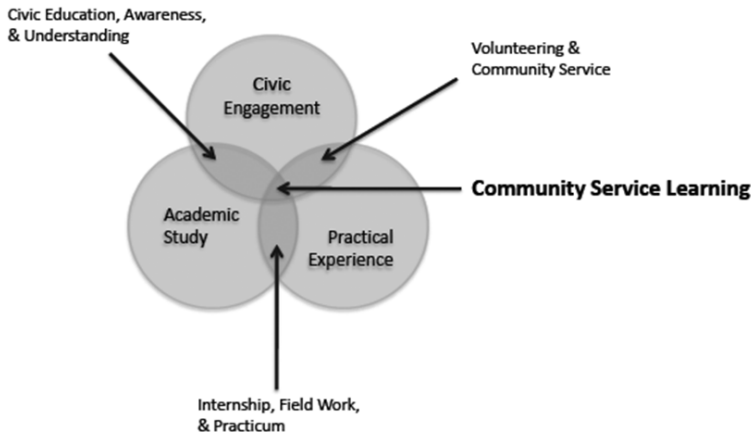 Civic Education, Awareness,
& Understanding
Volunteering &
Community Service
Civic
Engagement
Community Service Learning
Academic
Study
Practical
Experience
Internship, Field Work,
& Practicum